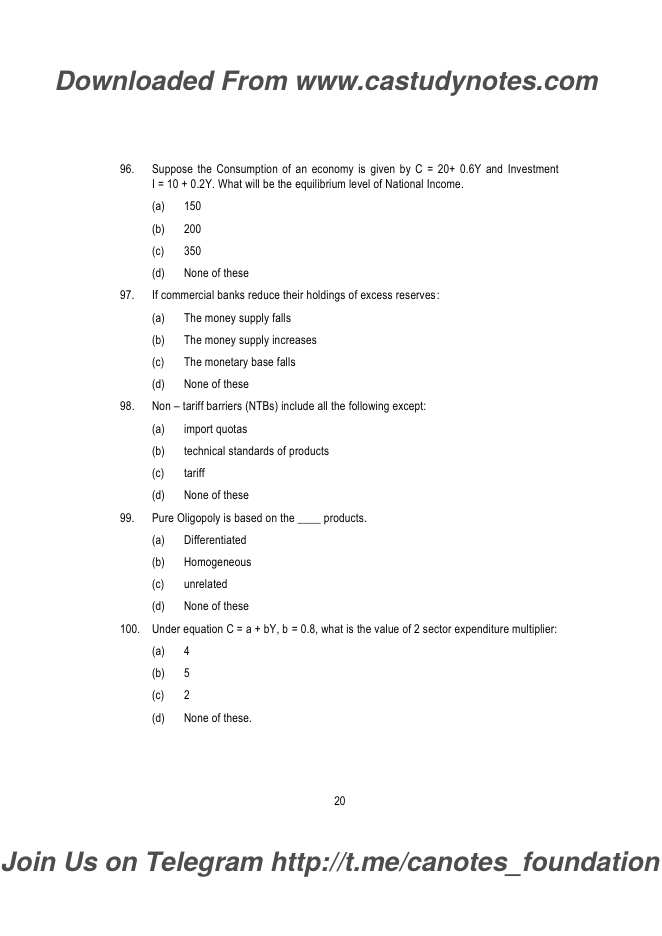 Downloaded From www.castudynotes.com
96. Suppose the Consumption of an economy is given by C = 20+ 0.6Y and Investment
I = 10 + 0.2Y. What will be the equilibrium level of National Income.
(a) 150
(b) 200
(c) 350
(d) None of these
97. If commercial banks reduce their holdings of excess reserves:
(a) The money supply falls
(b) The money supply increases
(c) The monetary base falls
(d) None of these
98. Non – tariff barriers (NTBs) include all the following except:
(a) import quotas
(b) technical standards of products
(c) tariff
(d) None of these
99. Pure Oligopoly is based on the ____ products.
(a) Differentiated
(b) Homogeneous
(c) unrelated
(d) None of these
100. Under equation C = a + bY, b = 0.8, what is the value of 2 sector expenditure multiplier:
(a) 4
(b) 5
(c) 2
(d) None of these.
20
Join Us on Telegram http://t.me/canotes_foundation